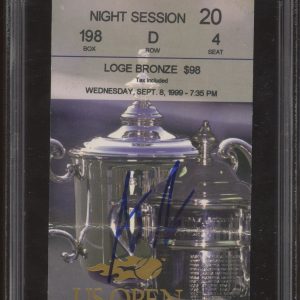 NIGHT SESSION 20
198 D 4
BOX ROW SEAT
LOGE BRONZE $98
Tax Included
WEDNESDAY, SEPT. 8, 1999 - 7:35 PM
US OPEN